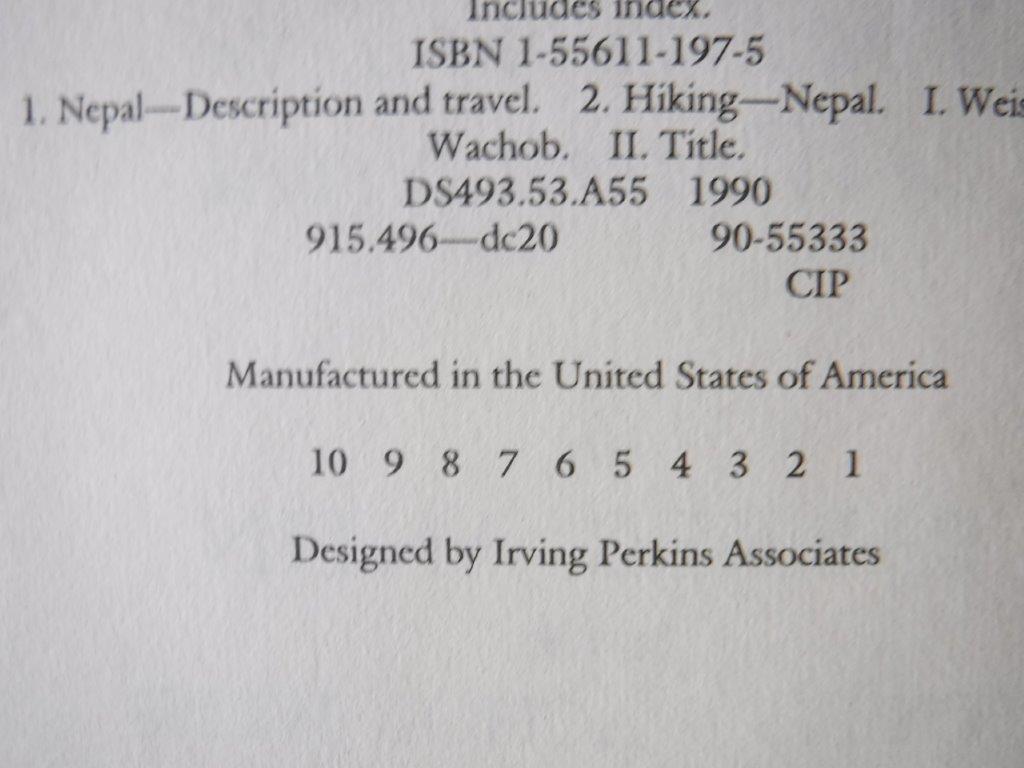 Includes index.
ISBN 1-55611-197-5
1. Nepal—Description and travel. 2. Hiking—Nepal. I. Weis
Wachob. II. Title.
DS493.53.A55 1990
915.496—dc20 90-55333
CIP
Manufactured in the United States of America
10 9 8 7 6 5 4 3 2 1
Designed by Irving Perkins Associates